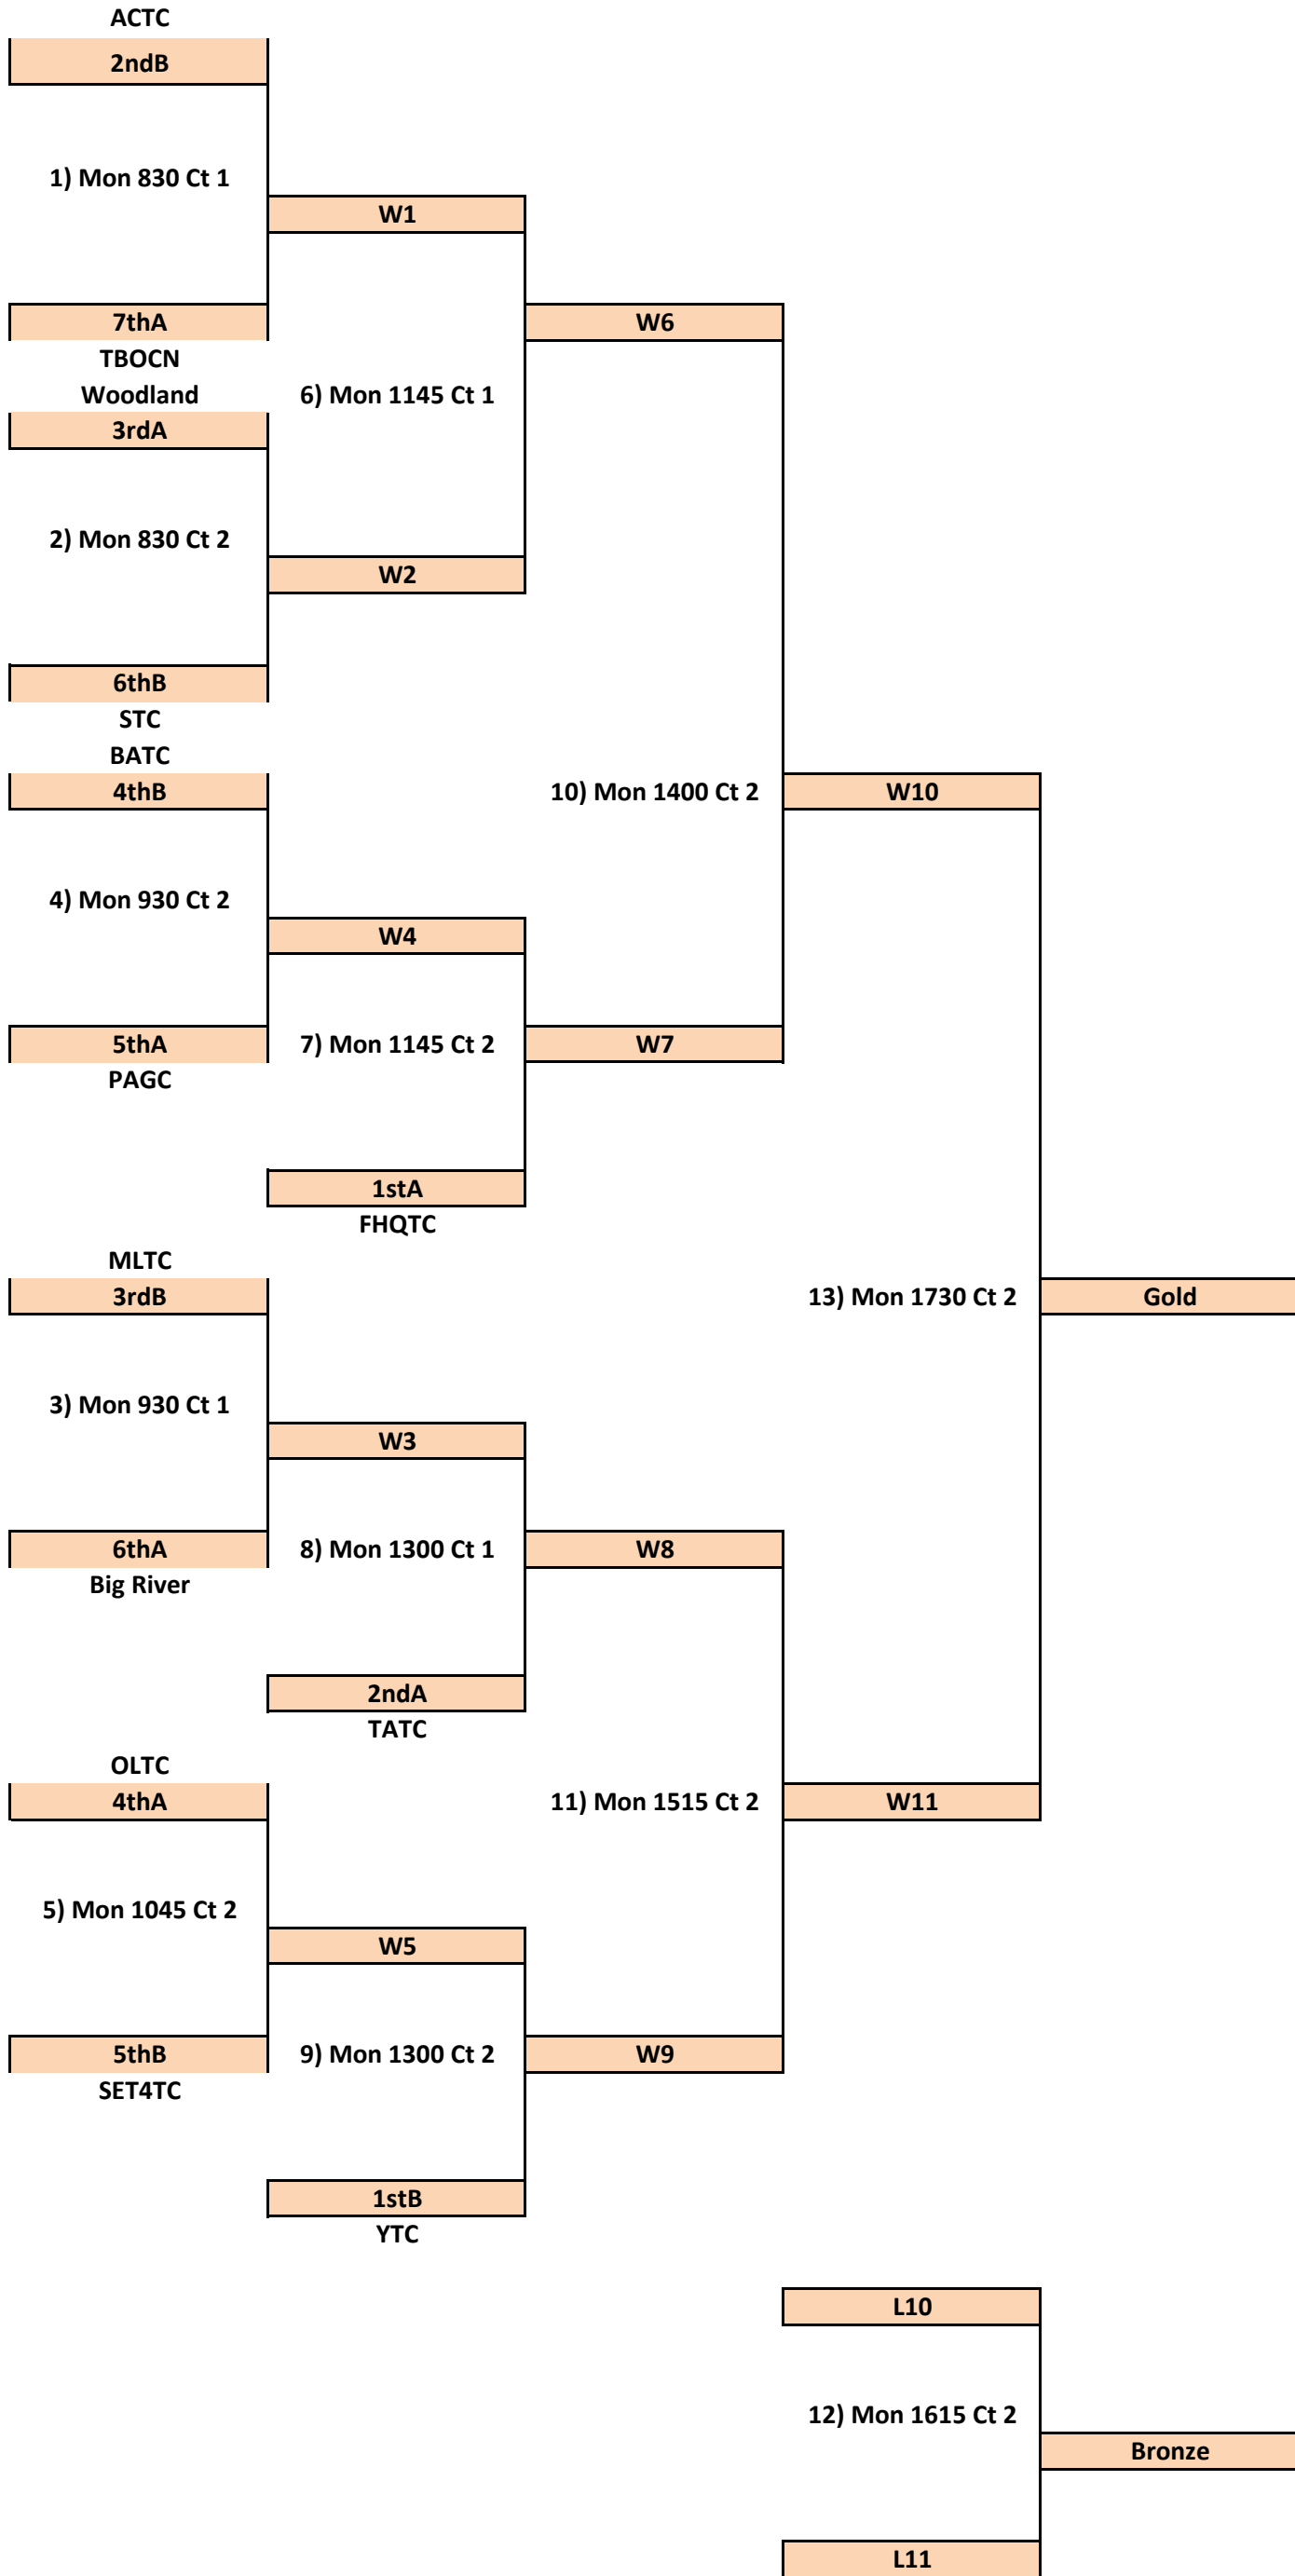 ACTC
2ndB
1) Mon 830 Ct 1
W1
7thA
W6
TBOCN
Woodland
6) Mon 1145 Ct 1
3rdA
2) Mon 830 Ct 2
W2
6thB
STC
BATC
4thB
10) Mon 1400 Ct 2
W10
4) Mon 930 Ct 2
W4
5thA
7) Mon 1145 Ct 2
W7
PAGC
1stA
FHQTC
MLTC
3rdB
13) Mon 1730 Ct 2
Gold
3) Mon 930 Ct 1
W3
6thA
8) Mon 1300 Ct 1
W8
Big River
2ndA
TATC
OLTC
4thA
11) Mon 1515 Ct 2
W11
5) Mon 1045 Ct 2
W5
5thB
9) Mon 1300 Ct 2
W9
SET4TC
1stB
YTC
L10
12) Mon 1615 Ct 2
Bronze
L11